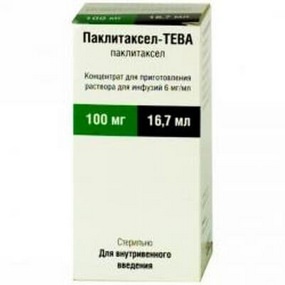 Паклитаксел-ТЕВА
паклитаксел
Концентрат для приготовления
раствора для инфузий 6 мг/мл
100 мг 16,7 мл
Стерильно
Для внутривенного
введения